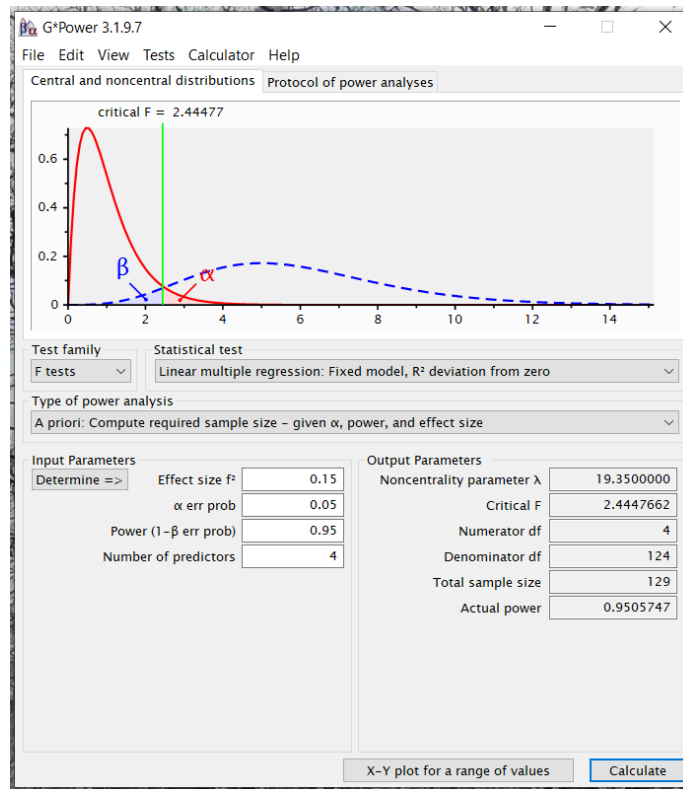 G*Power 3.1.9.7
File Edit View Tests Calculator Help
Central and noncentral distributions Protocol of power analyses
critical F = 2.44477
0.6
0.4
0.2
0
β
α
0 2 4 6 8 10 12 14
Test family Statistical test
F tests Linear multiple regression: Fixed model, R² deviation from zero
Type of power analysis
A priori: Compute required sample size – given α, power, and effect size
Input Parameters
Determine => Effect size f² 0.15
α err prob 0.05
Power (1-β err prob) 0.95
Number of predictors 4
Output Parameters
Noncentrality parameter λ 19.3500000
Critical F 2.4447662
Numerator df 4
Denominator df 124
Total sample size 129
Actual power 0.9505747
X-Y plot for a range of values Calculate